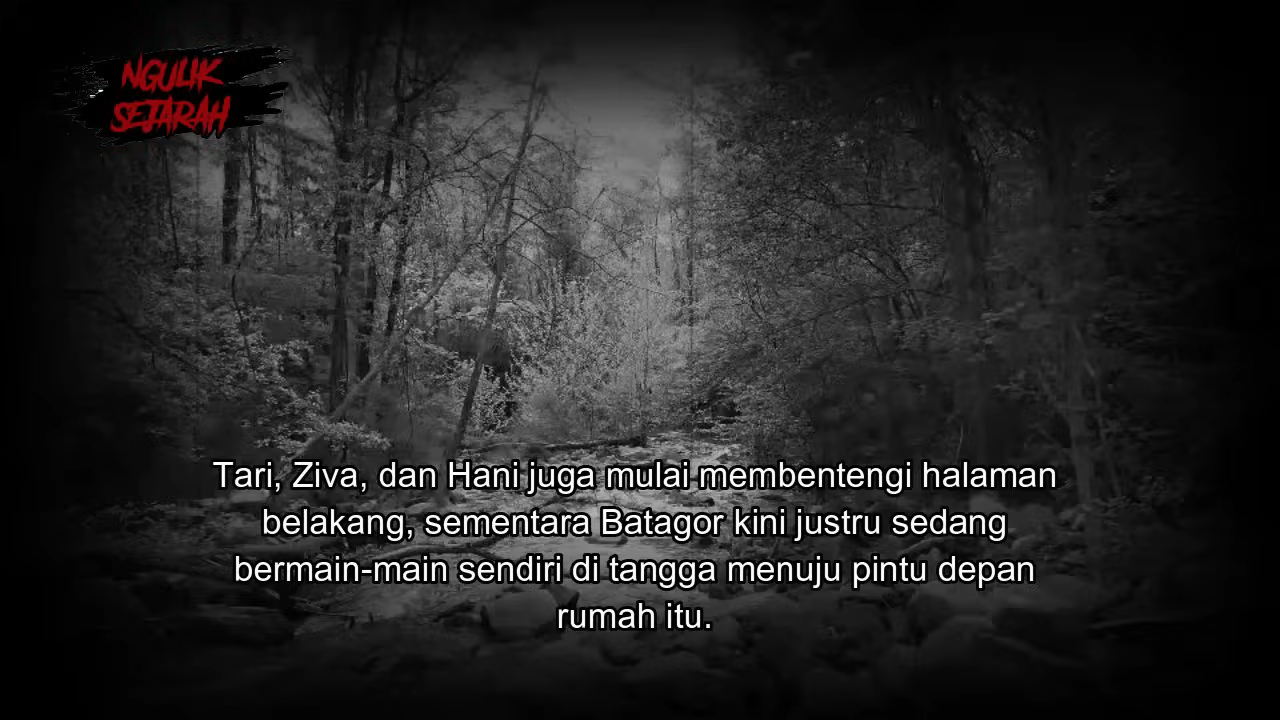 NGULIK
SEJARAH
Tari, Ziva, dan Hani juga mulai membentengi halaman
belakang, sementara Batagor kini justru sedang
bermain-main sendiri di tangga menuju pintu depan
rumah itu.